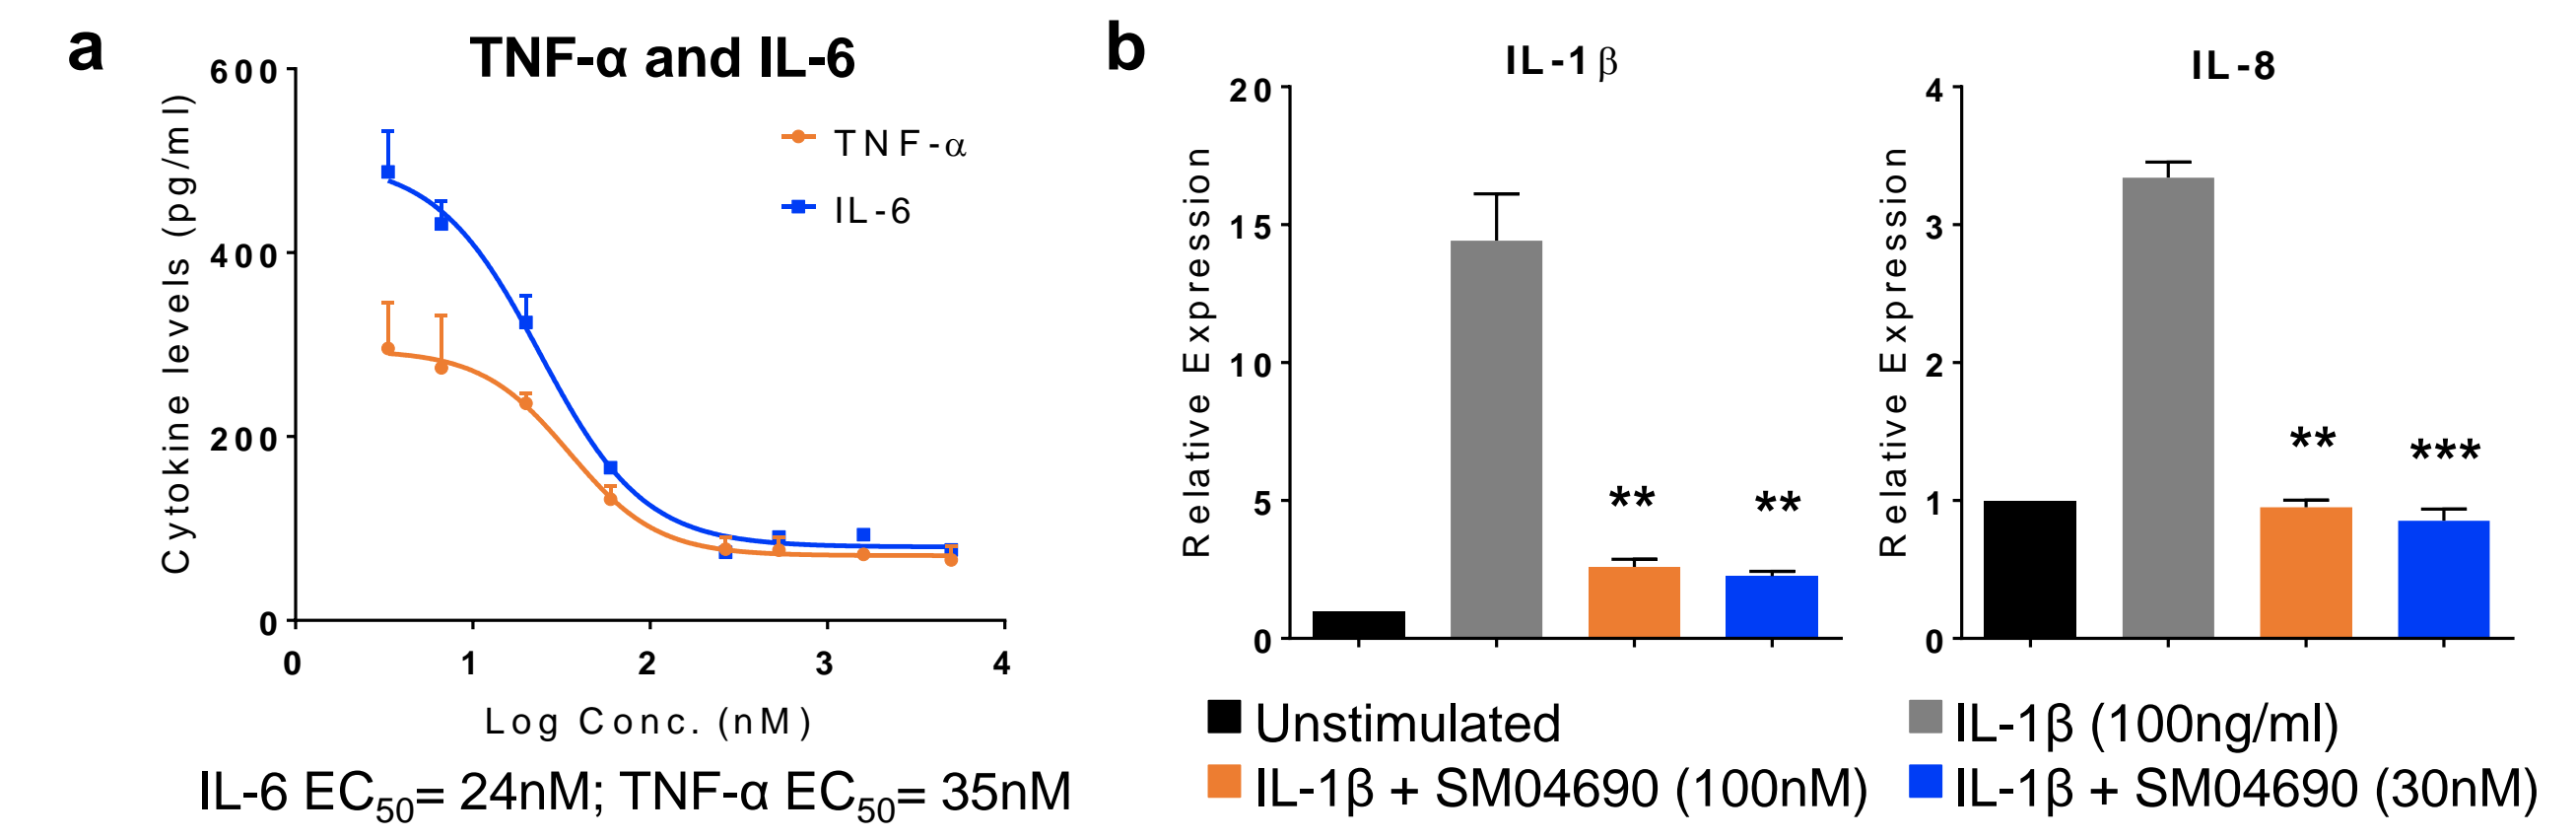 a
TNF-α and IL-6
600
400
200
0
Cytokine levels (pg/ml)
TNF-α
IL-6
0 1 2 3 4
Log Conc. (nM)
IL-6 EC50= 24nM; TNF-α EC50= 35nM
b
IL-1β
20
15
10
5
0
Relative Expression
** **
IL-8
4
3
2
1
0
Relative Expression
** ***
Unstimulated
IL-1β (100ng/ml)
IL-1β + SM04690 (100nM)
IL-1β + SM04690 (30nM)